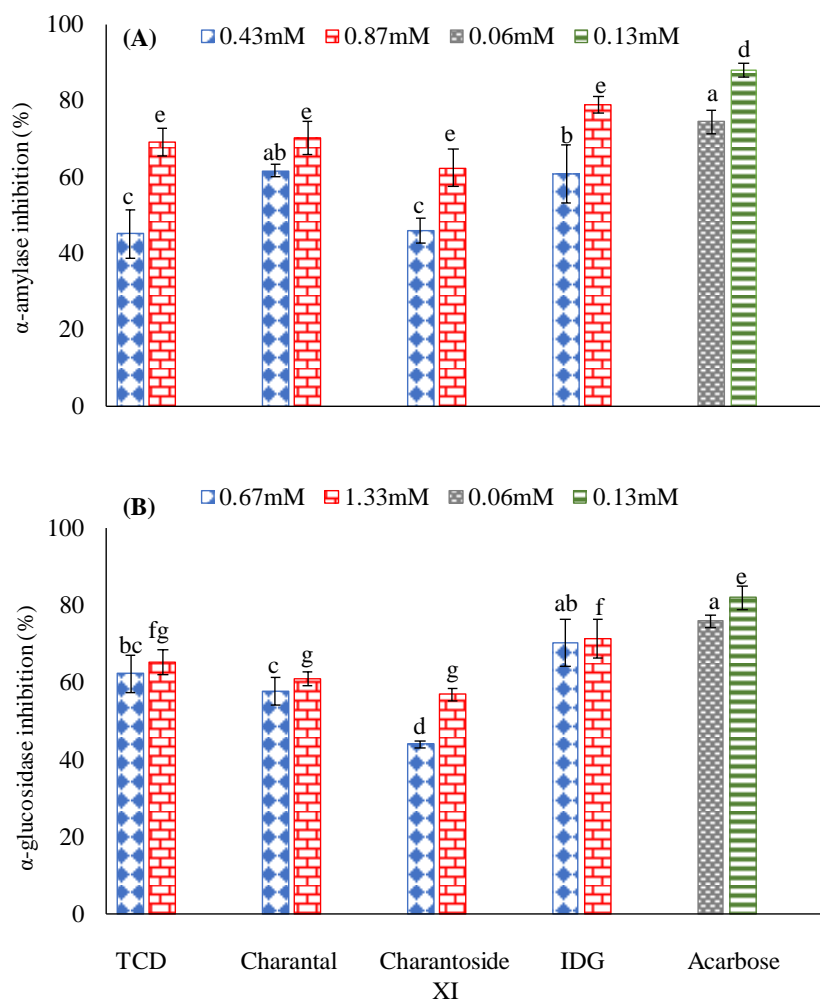 (A) 0.43mM 0.87mM 0.06mM 0.13mM
α-amylase inhibition (%)
100
80
60
40
20
0
c e ab e c e b e a d
(B) 0.67mM 1.33mM 0.06mM 0.13mM
α-glucosidase inhibition (%)
100
80
60
40
20
0
bc fg c g d g ab f a e
TCD Charantal Charantoside XI IDG Acarbose